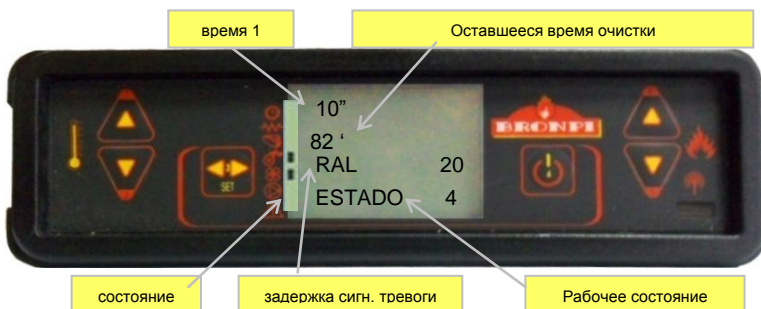 время 1
Оставшееся время очистки
10”
82 ‘
RAL 20
ESTADO 4
BRONPI
SET
состояние
задержка сигн. тревоги
Рабочее состояние